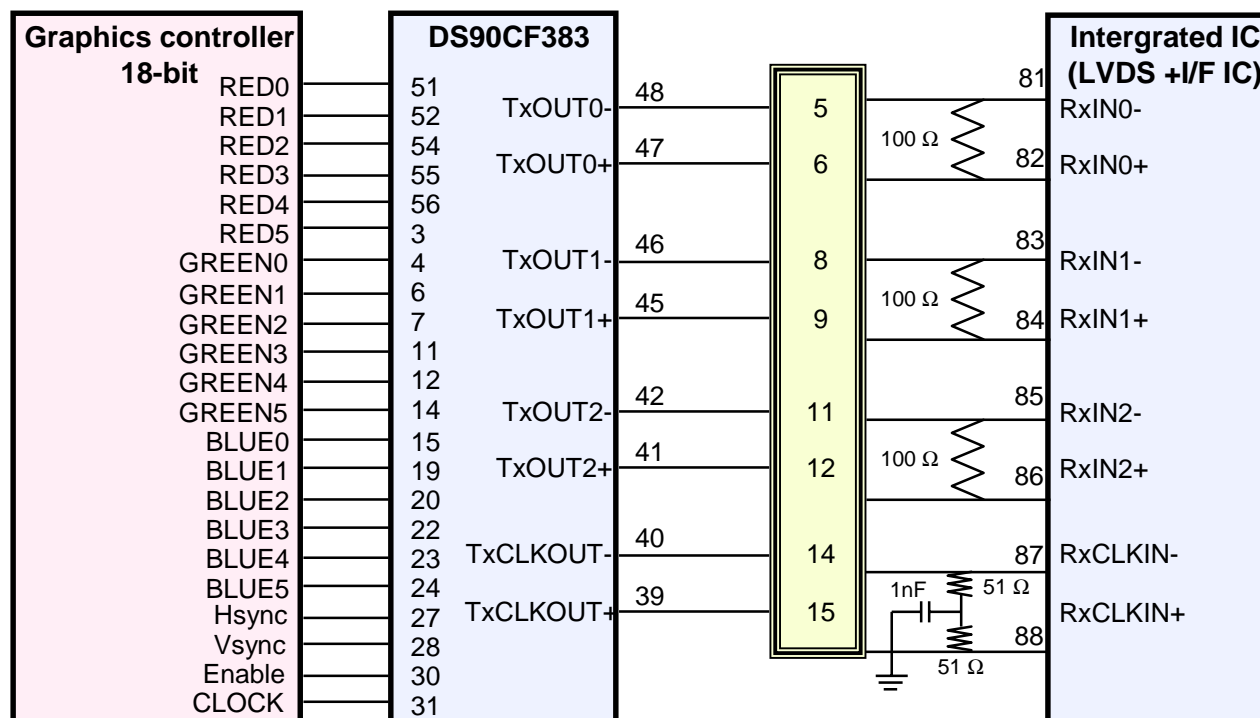 Graphics controller
18-bit
RED0
RED1
RED2
RED3
RED4
RED5
GREEN0
GREEN1
GREEN2
GREEN3
GREEN4
GREEN5
BLUE0
BLUE1
BLUE2
BLUE3
BLUE4
BLUE5
Hsync
Vsync
Enable
CLOCK
DS90CF383
51
52
54
55
56
3
4
6
7
11
12
14
15
19
20
22
23
24
27
28
30
31
TxOUT0-
TxOUT0+
TxOUT1-
TxOUT1+
TxOUT2-
TxOUT2+
TxCLKOUT-
TxCLKOUT+
48
47
46
45
42
41
40
39
5
6
8
9
11
12
14
15
100 Ω
100 Ω
100 Ω
1nF
51 Ω
51 Ω
81
82
83
84
85
86
87
88
Intergrated IC
(LVDS +I/F IC)
RxIN0-
RxIN0+
RxIN1-
RxIN1+
RxIN2-
RxIN2+
RxCLKIN-
RxCLKIN+